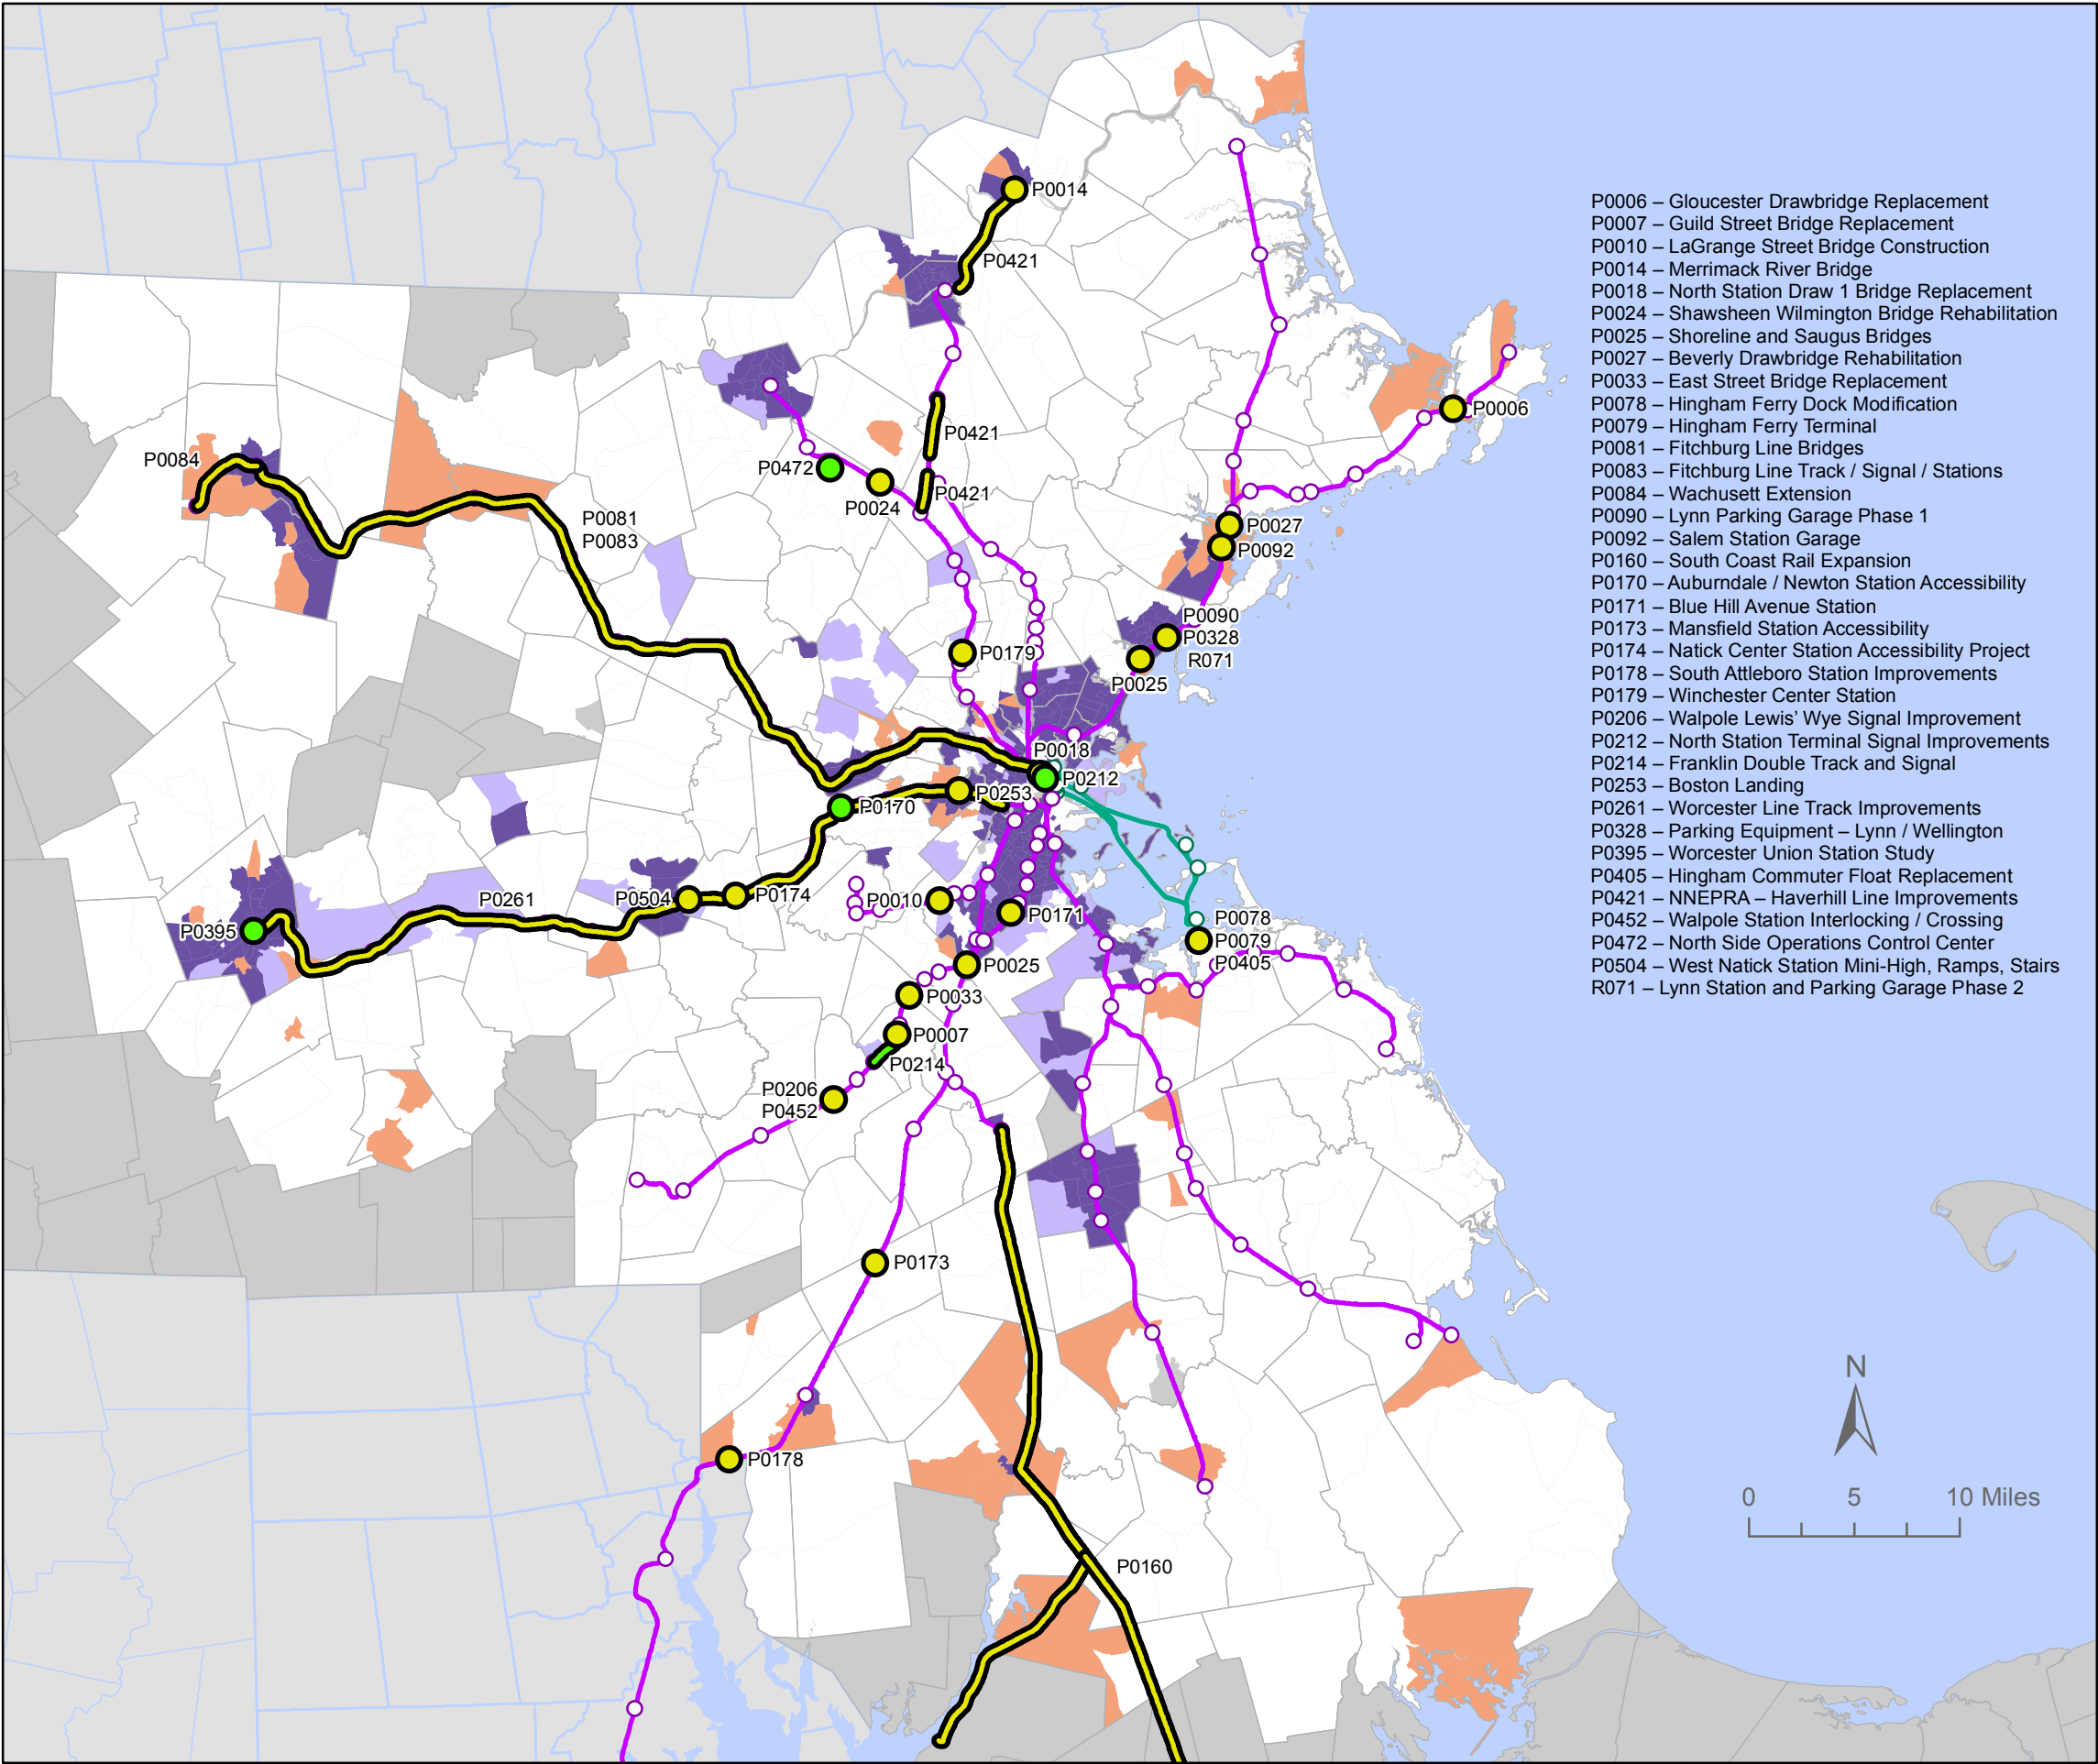 P0014
P0421
P0421
P0421
P0084
P0472
P0024
P0081
P0083
P0006
P0027
P0092
P0090
P0328
R071
P0025
P0179
P0018
P0212
P0253
P0170
P0261
P0504
P0174
P0395
P0010
P0171
P0078
P0079
P0405
P0025
P0033
P0007
P0214
P0206
P0452
P0173
P0178
P0160
P0006 – Gloucester Drawbridge Replacement
P0007 – Guild Street Bridge Replacement
P0010 – LaGrange Street Bridge Construction
P0014 – Merrimack River Bridge
P0018 – North Station Draw 1 Bridge Replacement
P0024 – Shawsheen Wilmington Bridge Rehabilitation
P0025 – Shoreline and Saugus Bridges
P0027 – Beverly Drawbridge Rehabilitation
P0033 – East Street Bridge Replacement
P0078 – Hingham Ferry Dock Modification
P0079 – Hingham Ferry Terminal
P0081 – Fitchburg Line Bridges
P0083 – Fitchburg Line Track / Signal / Stations
P0084 – Wachusett Extension
P0090 – Lynn Parking Garage Phase 1
P0092 – Salem Station Garage
P0160 – South Coast Rail Expansion
P0170 – Auburndale / Newton Station Accessibility
P0171 – Blue Hill Avenue Station
P0173 – Mansfield Station Accessibility
P0174 – Natick Center Station Accessibility Project
P0178 – South Attleboro Station Improvements
P0179 – Winchester Center Station
P0206 – Walpole Lewis' Wye Signal Improvement
P0212 – North Station Terminal Signal Improvements
P0214 – Franklin Double Track and Signal
P0253 – Boston Landing
P0261 – Worcester Line Track Improvements
P0328 – Parking Equipment – Lynn / Wellington
P0395 – Worcester Union Station Study
P0405 – Hingham Commuter Float Replacement
P0421 – NNEPRA – Haverhill Line Improvements
P0452 – Walpole Station Interlocking / Crossing
P0472 – North Side Operations Control Center
P0504 – West Natick Station Mini-High, Ramps, Stairs
R071 – Lynn Station and Parking Garage Phase 2
N
0 5 10 Miles